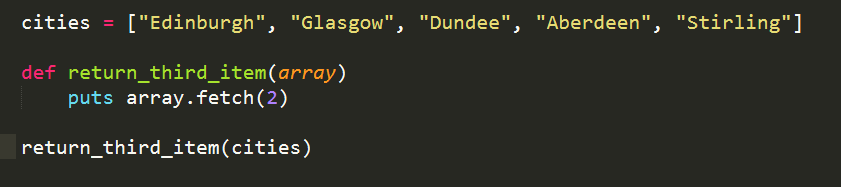 cities = ["Edinburgh", "Glasgow", "Dundee", "Aberdeen", "Stirling"]
def return_third_item(array)
    puts array.fetch(2)
return_third_item(cities)